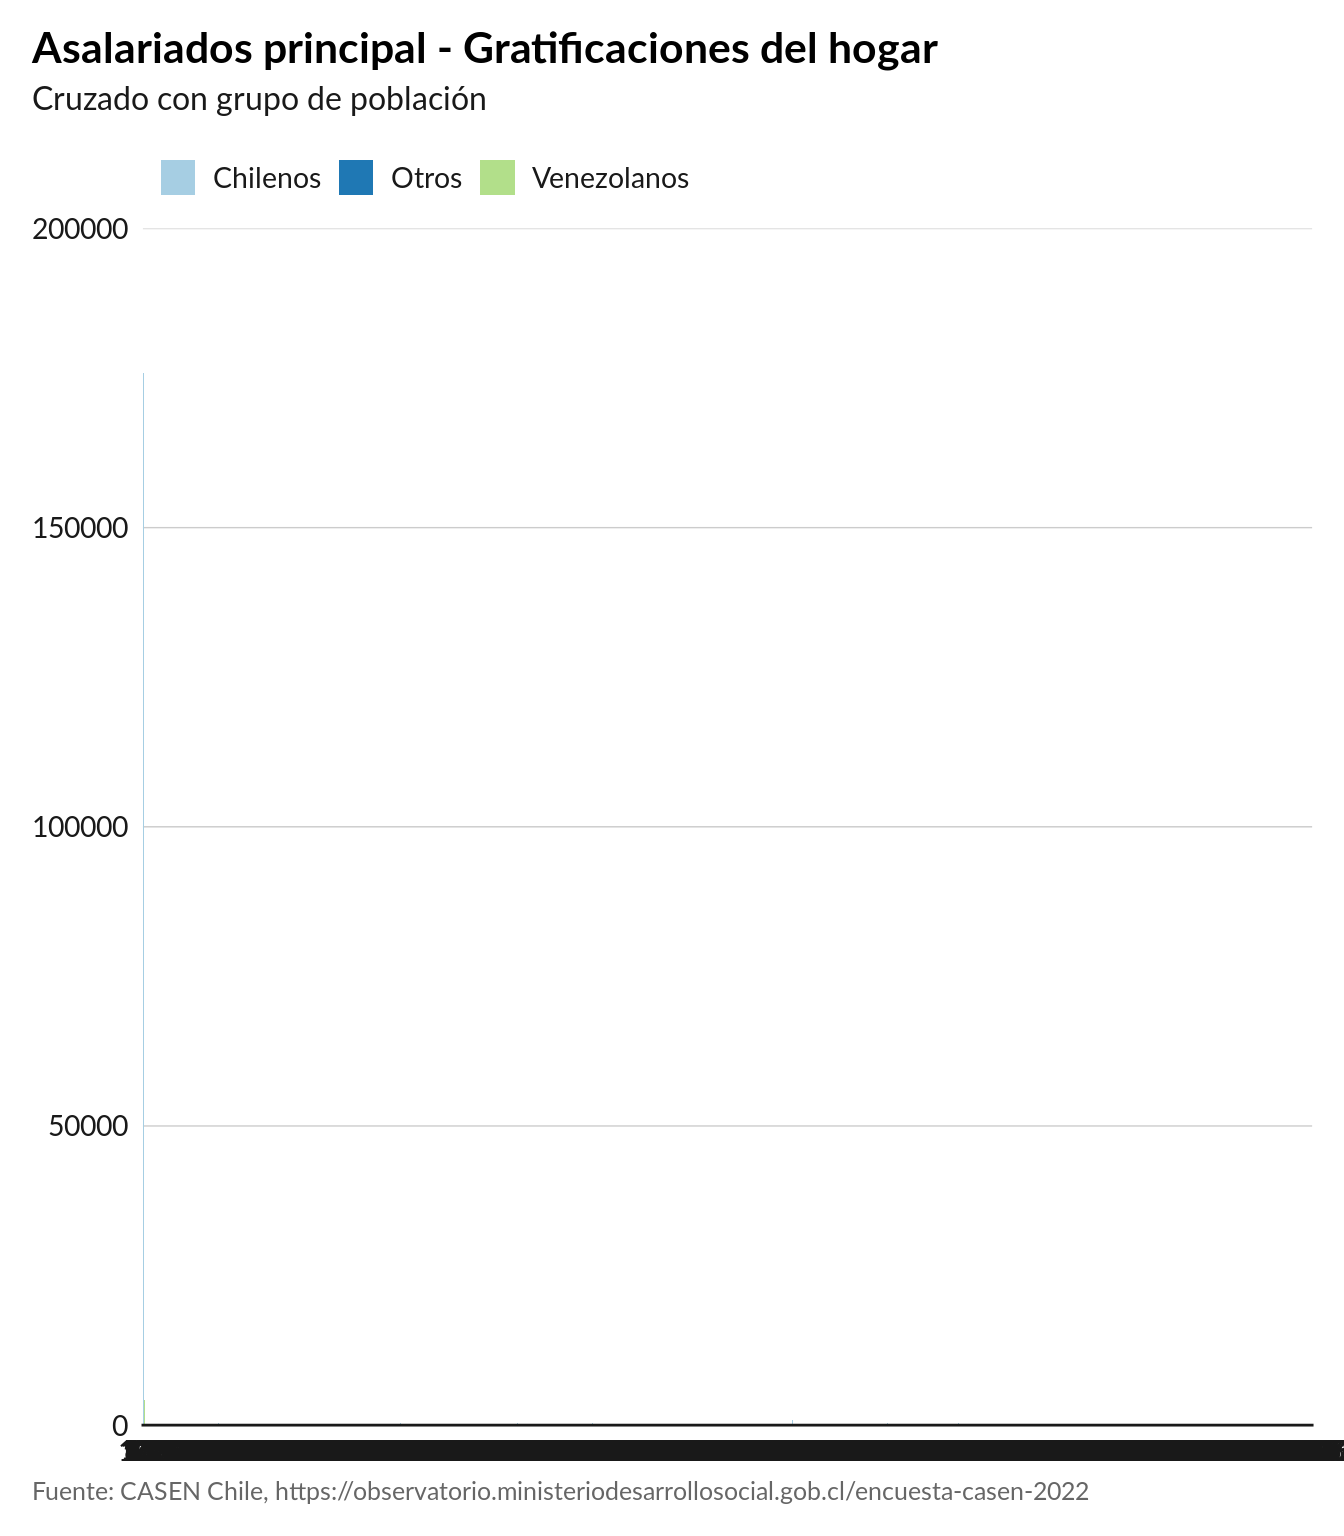 Asalariados principal - Gratificaciones del hogar
Cruzado con grupo de población
Chilenos Otros Venezolanos
200000
150000
100000
50000
0
Fuente: CASEN Chile, https://observatorio.ministeriodesarrollosocial.gob.cl/encuesta-casen-2022